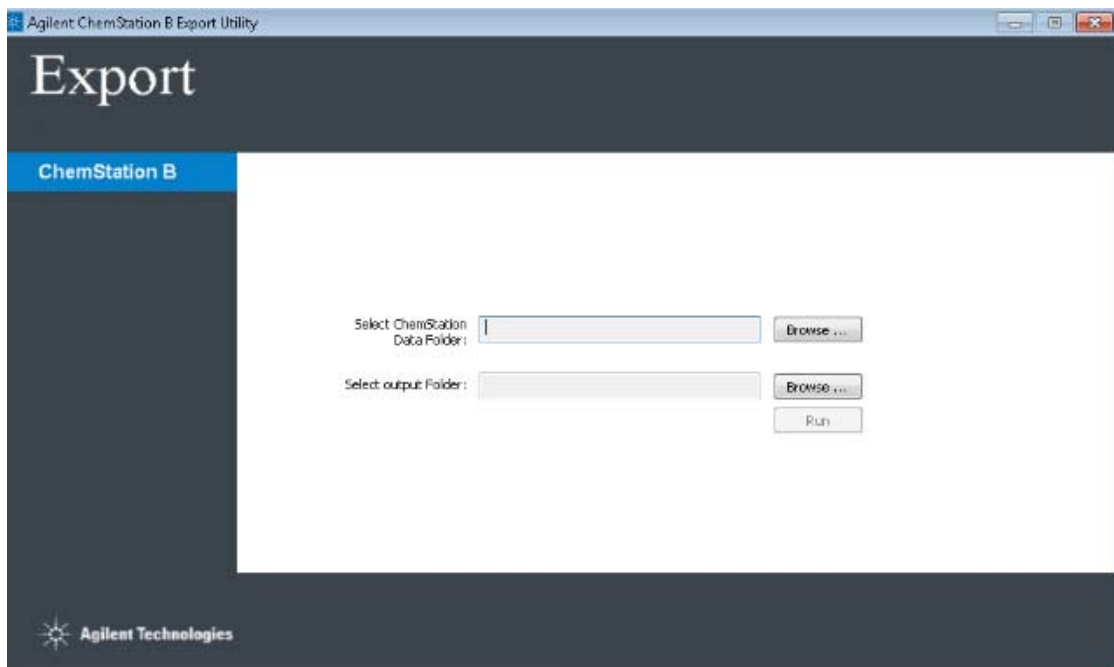 Agilent ChemStation B Export Utility
Export
ChemStation B
Select ChemStation
Data Folder:
Browse ...
Select output Folder:
Browse ...
Run
Agilent Technologies